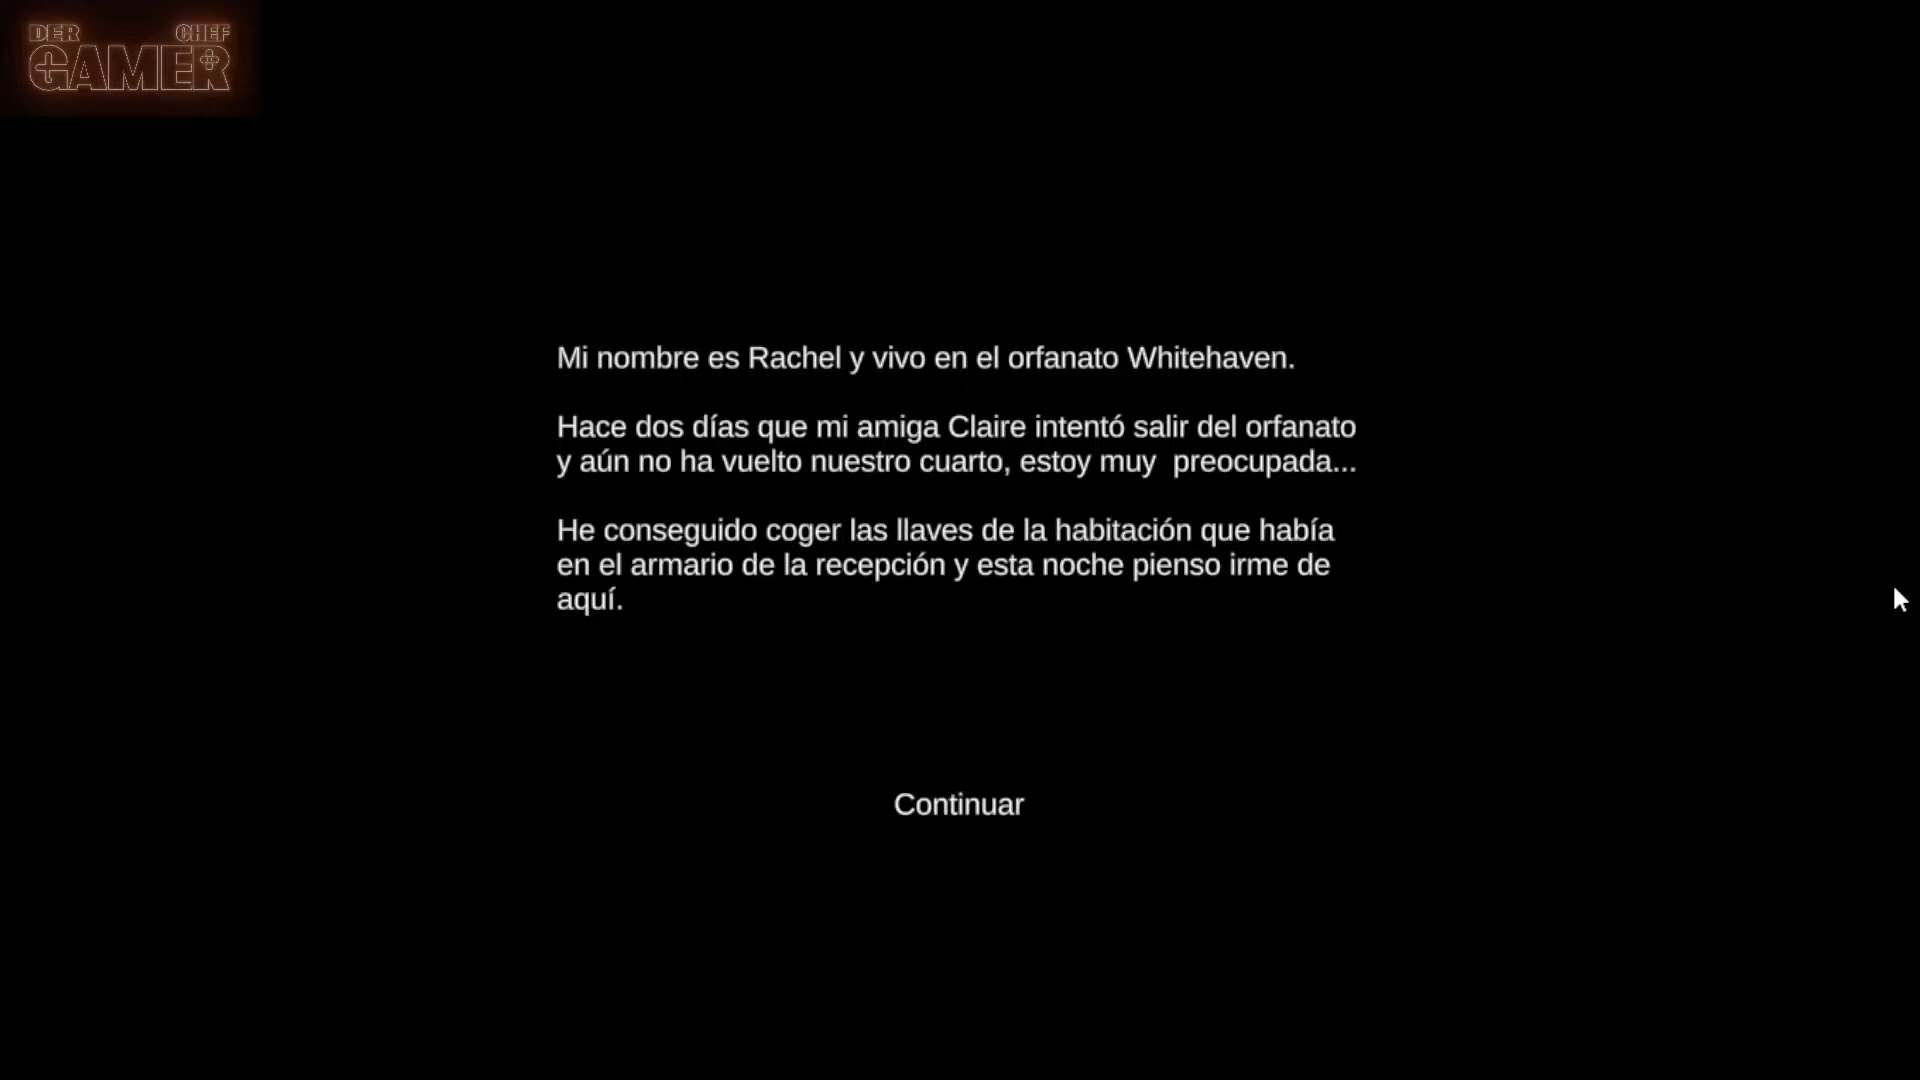 DER CHEF
GAMER
Mi nombre es Rachel y vivo en el orfanato Whitehaven.
Hace dos días que mi amiga Claire intentó salir del orfanato
y aún no ha vuelto nuestro cuarto, estoy muy  preocupada...
He conseguido coger las llaves de la habitación que había
en el armario de la recepción y esta noche pienso irme de
aquí.
Continuar